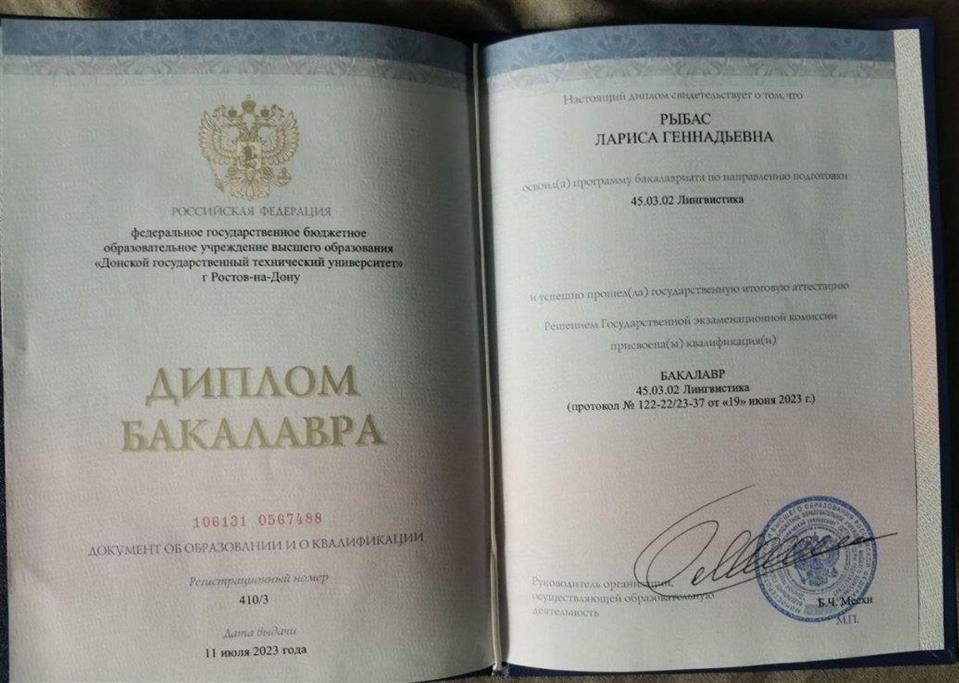 РОССИЙСКАЯ ФЕДЕРАЦИЯ
федеральное государственное бюджетное
образовательное учреждение высшего образования
«Донской государственный технический университет»
г Ростов-на-Дону
ДИПЛОМ
БАКАЛАВРА
106131 0567488
ДОКУМЕНТ ОБ ОБРАЗОВАНИИ И О КВАЛИФИКАЦИИ
Регистрационный номер
410/3
Дата выдачи
11 июля 2023 года
Настоящий диплом свидетельствует о том, что
РЫБАС
ЛАРИСА ГЕННАДЬЕВНА
освоил(а) программу бакалавриата по направлению подготовки
45.03.02 Лингвистика
и успешно прошел(ла) государственную итоговую аттестацию
Решением Государственной экзаменационной комиссии
присвоена(ы) квалификация(и)
БАКАЛАВР
45.03.02 Лингвистика
(протокол № 122-22/23-37 от «19» июня 2023 г.)
Руководитель организации,
осуществляющей образовательную
деятельность
Б.Ч. Месхи
М.П.